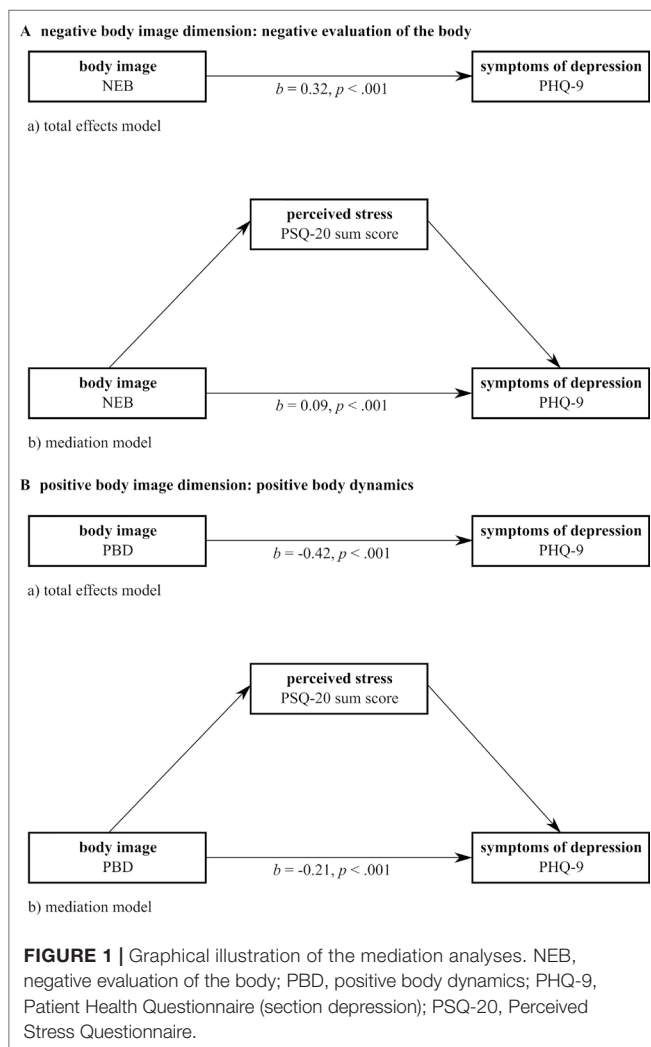 A negative body image dimension: negative evaluation of the body
body image
NEB
b = 0.32, p < .001
symptoms of depression
PHQ-9
a) total effects model
perceived stress
PSQ-20 sum score
body image
NEB
b = 0.09, p < .001
symptoms of depression
PHQ-9
b) mediation model
B positive body image dimension: positive body dynamics
body image
PBD
b = -0.42, p < .001
symptoms of depression
PHQ-9
a) total effects model
perceived stress
PSQ-20 sum score
body image
PBD
b = -0.21, p < .001
symptoms of depression
PHQ-9
b) mediation model
FIGURE 1 | Graphical illustration of the mediation analyses. NEB,
negative evaluation of the body; PBD, positive body dynamics; PHQ-9,
Patient Health Questionnaire (section depression); PSQ-20, Perceived
Stress Questionnaire.